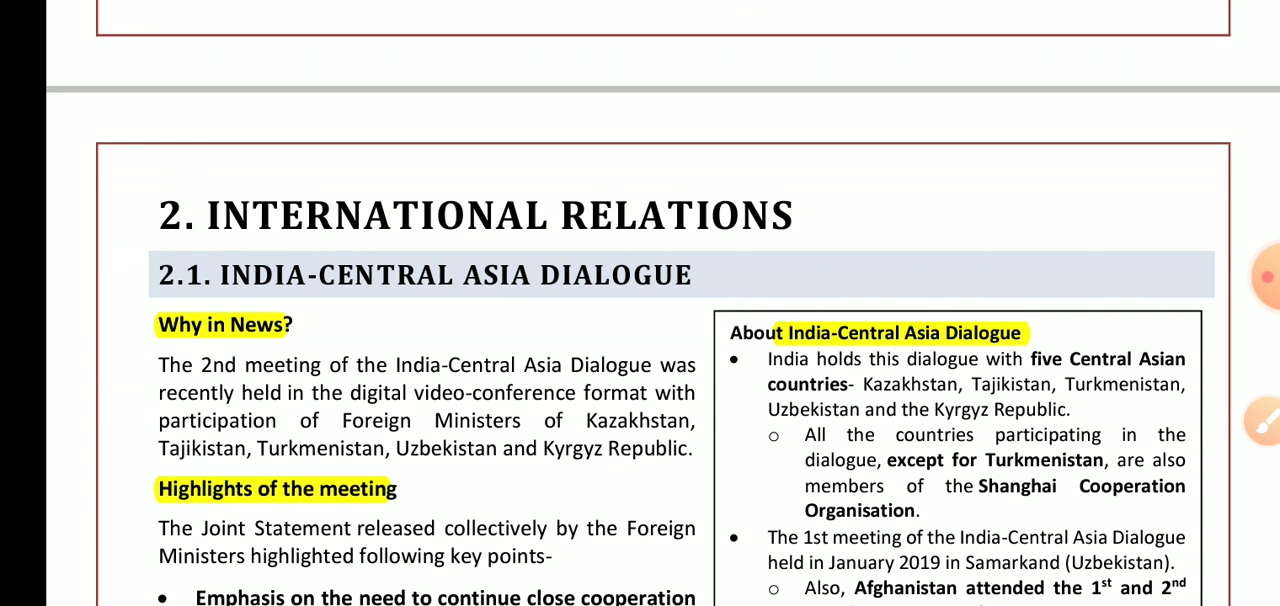 2. INTERNATIONAL RELATIONS
2.1. INDIA-CENTRAL ASIA DIALOGUE
Why in News?
The 2nd meeting of the India-Central Asia Dialogue was
recently held in the digital video-conference format with
participation of Foreign Ministers of Kazakhstan,
Tajikistan, Turkmenistan, Uzbekistan and Kyrgyz Republic.
Highlights of the meeting
The Joint Statement released collectively by the Foreign
Ministers highlighted following key points-
• Emphasis on the need to continue close cooperation
About India-Central Asia Dialogue
• India holds this dialogue with five Central Asian
countries- Kazakhstan, Tajikistan, Turkmenistan,
Uzbekistan and the Kyrgyz Republic.
o All the countries participating in the
dialogue, except for Turkmenistan, are also
members of the Shanghai Cooperation
Organisation.
• The 1st meeting of the India-Central Asia Dialogue
held in January 2019 in Samarkand (Uzbekistan).
o Also, Afghanistan attended the 1st and 2nd